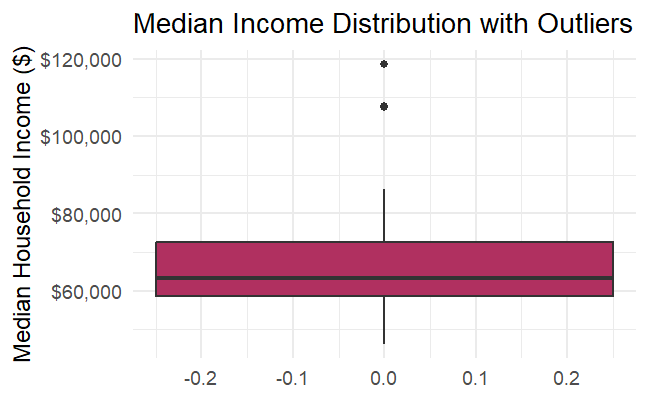 Median Income Distribution with Outliers
Median Household Income ($)
$120,000
$100,000
$80,000
$60,000
-0.2 -0.1 0.0 0.1 0.2